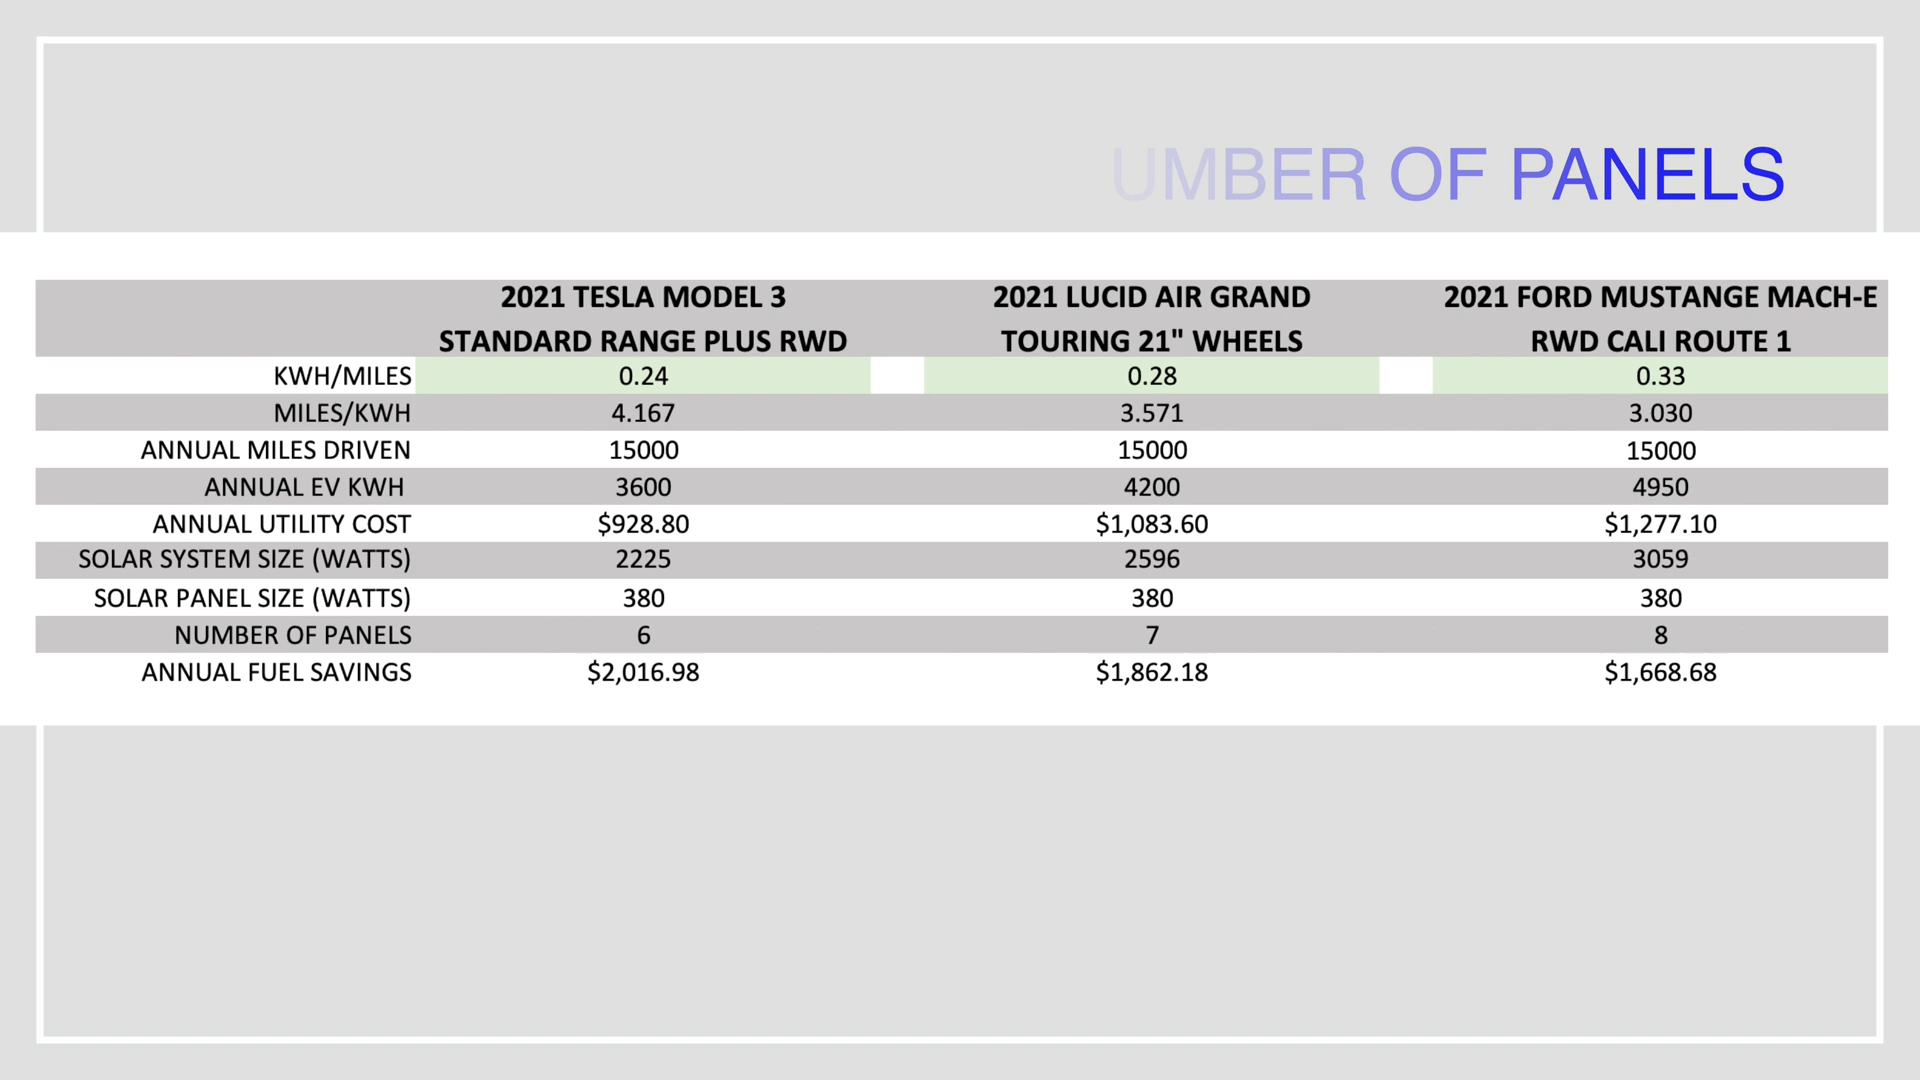 UMBER OF PANELS
2021 TESLA MODEL 3 STANDARD RANGE PLUS RWD 2021 LUCID AIR GRAND TOURING 21" WHEELS 2021 FORD MUSTANGE MACH-E RWD CALI ROUTE 1
KWH/MILES 0.24 0.28 0.33
MILES/KWH 4.167 3.571 3.030
ANNUAL MILES DRIVEN 15000 15000 15000
ANNUAL EV KWH 3600 4200 4950
ANNUAL UTILITY COST $928.80 $1,083.60 $1,277.10
SOLAR SYSTEM SIZE (WATTS) 2225 2596 3059
SOLAR PANEL SIZE (WATTS) 380 380 380
NUMBER OF PANELS 6 7 8
ANNUAL FUEL SAVINGS $2,016.98 $1,862.18 $1,668.68